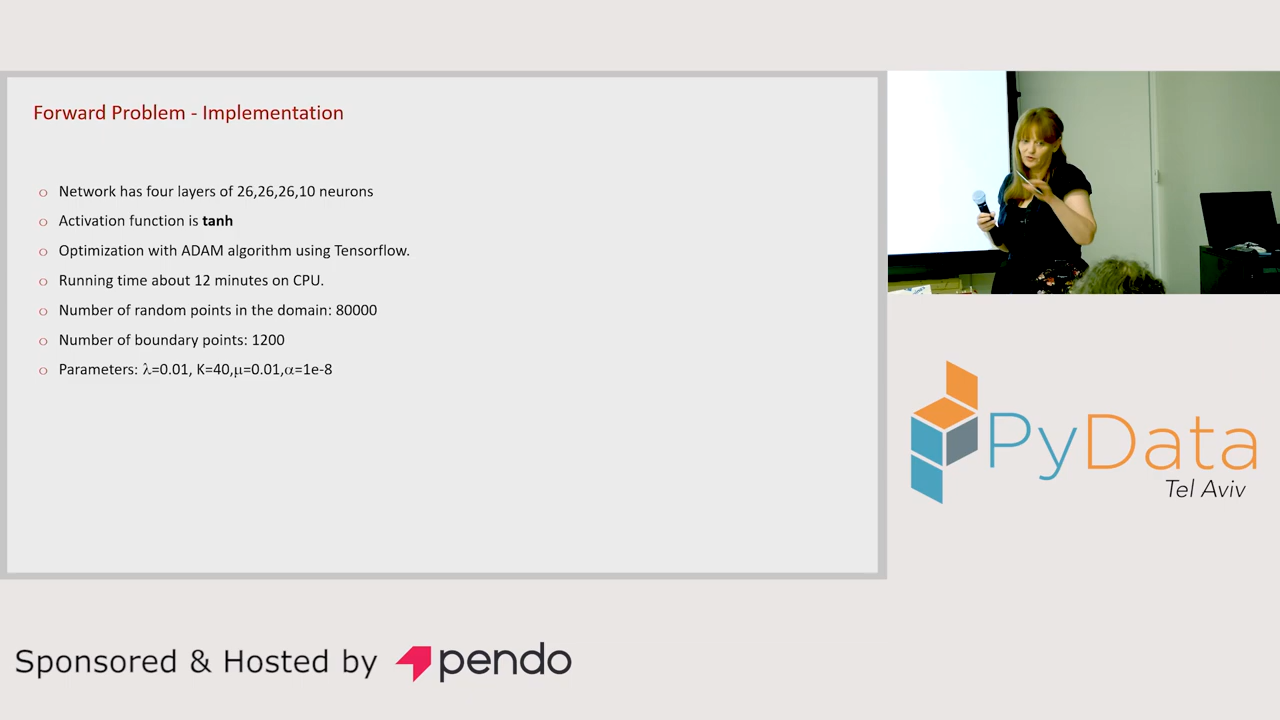 Forward Problem - Implementation
o Network has four layers of 26,26,26,10 neurons
o Activation function is tanh
o Optimization with ADAM algorithm using Tensorflow.
o Running time about 12 minutes on CPU.
o Number of random points in the domain: 80000
o Number of boundary points: 1200
o Parameters: λ=0.01, K=40,μ=0.01,α=1e-8
PyData
Tel Aviv
Sponsored & Hosted by pendo